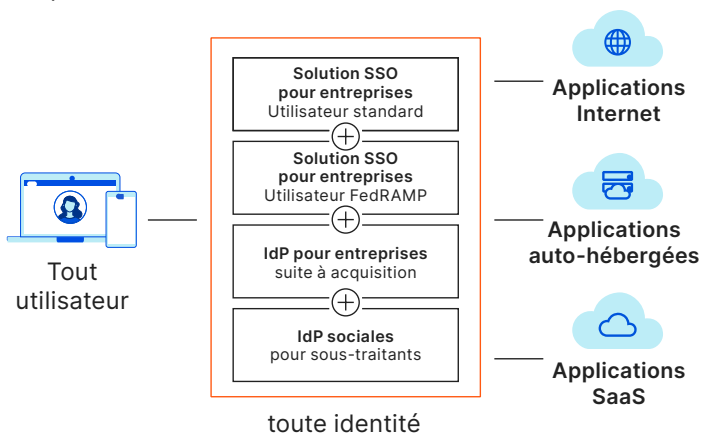 Tout
utilisateur
Solution SSO
pour entreprises
Utilisateur standard
Solution SSO
pour entreprises
Utilisateur FedRAMP
IdP pour entreprises
suite à acquisition
IdP sociales
pour sous-traitants
toute identité
Applications
Internet
Applications
auto-hébergées
Applications
SaaS